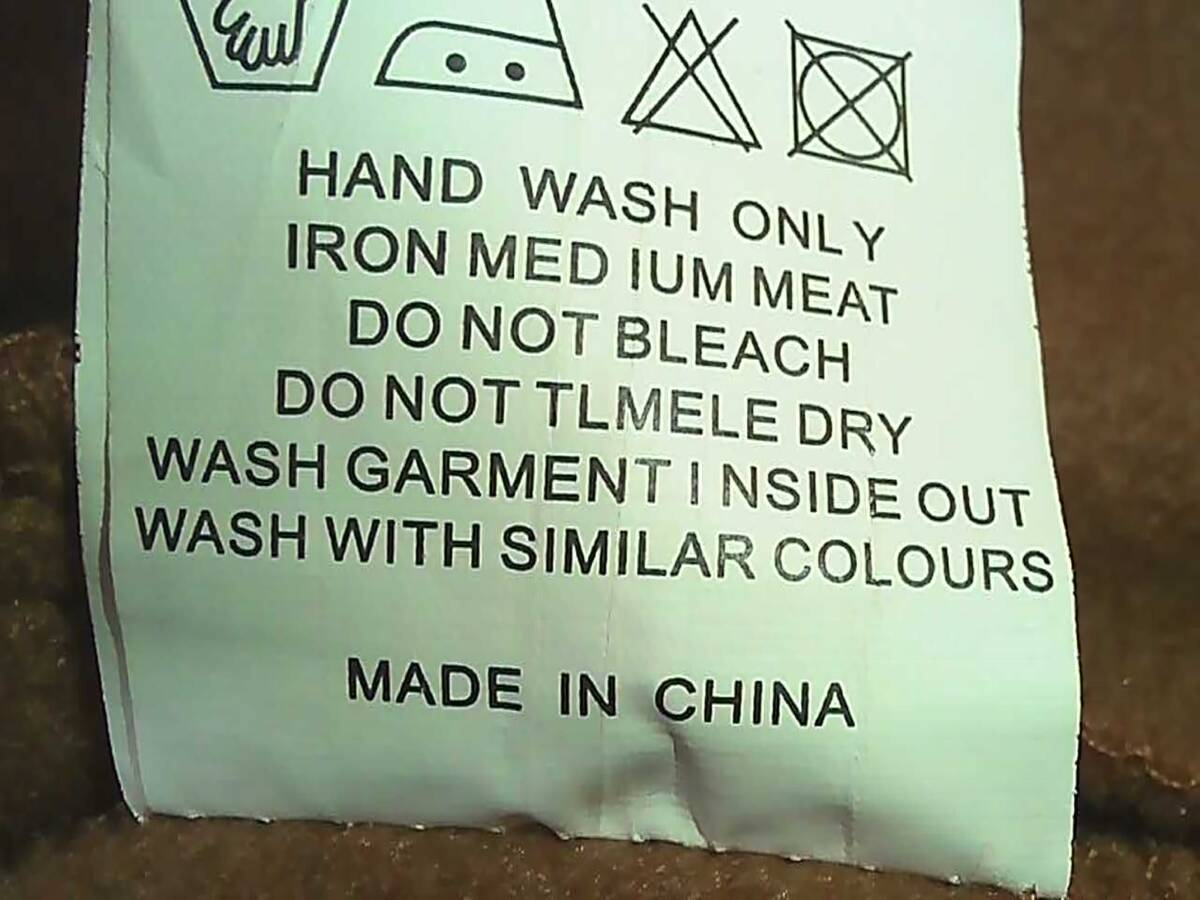 HAND WASH ONLY
IRON MED IUM MEAT
DO NOT BLEACH
DO NOT TLMELE DRY
WASH GARMENT I NSIDE OUT
WASH WITH SIMILAR COLOURS
MADE IN CHINA